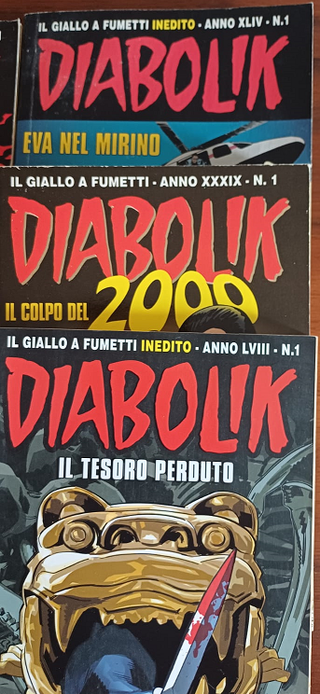 IL GIALLO A FUMETTI INEDITO - ANNO XLIV - N.1
DIABOLIK
EVA NEL MIRINO
IL GIALLO A FUMETTI - ANNO XXXIX - N. 1
DIABOLIK
IL COLPO DEL 2000
IL GIALLO A FUMETTI INEDITO - ANNO LVIII - N.1
DIABOLIK
IL TESORO PERDUTO